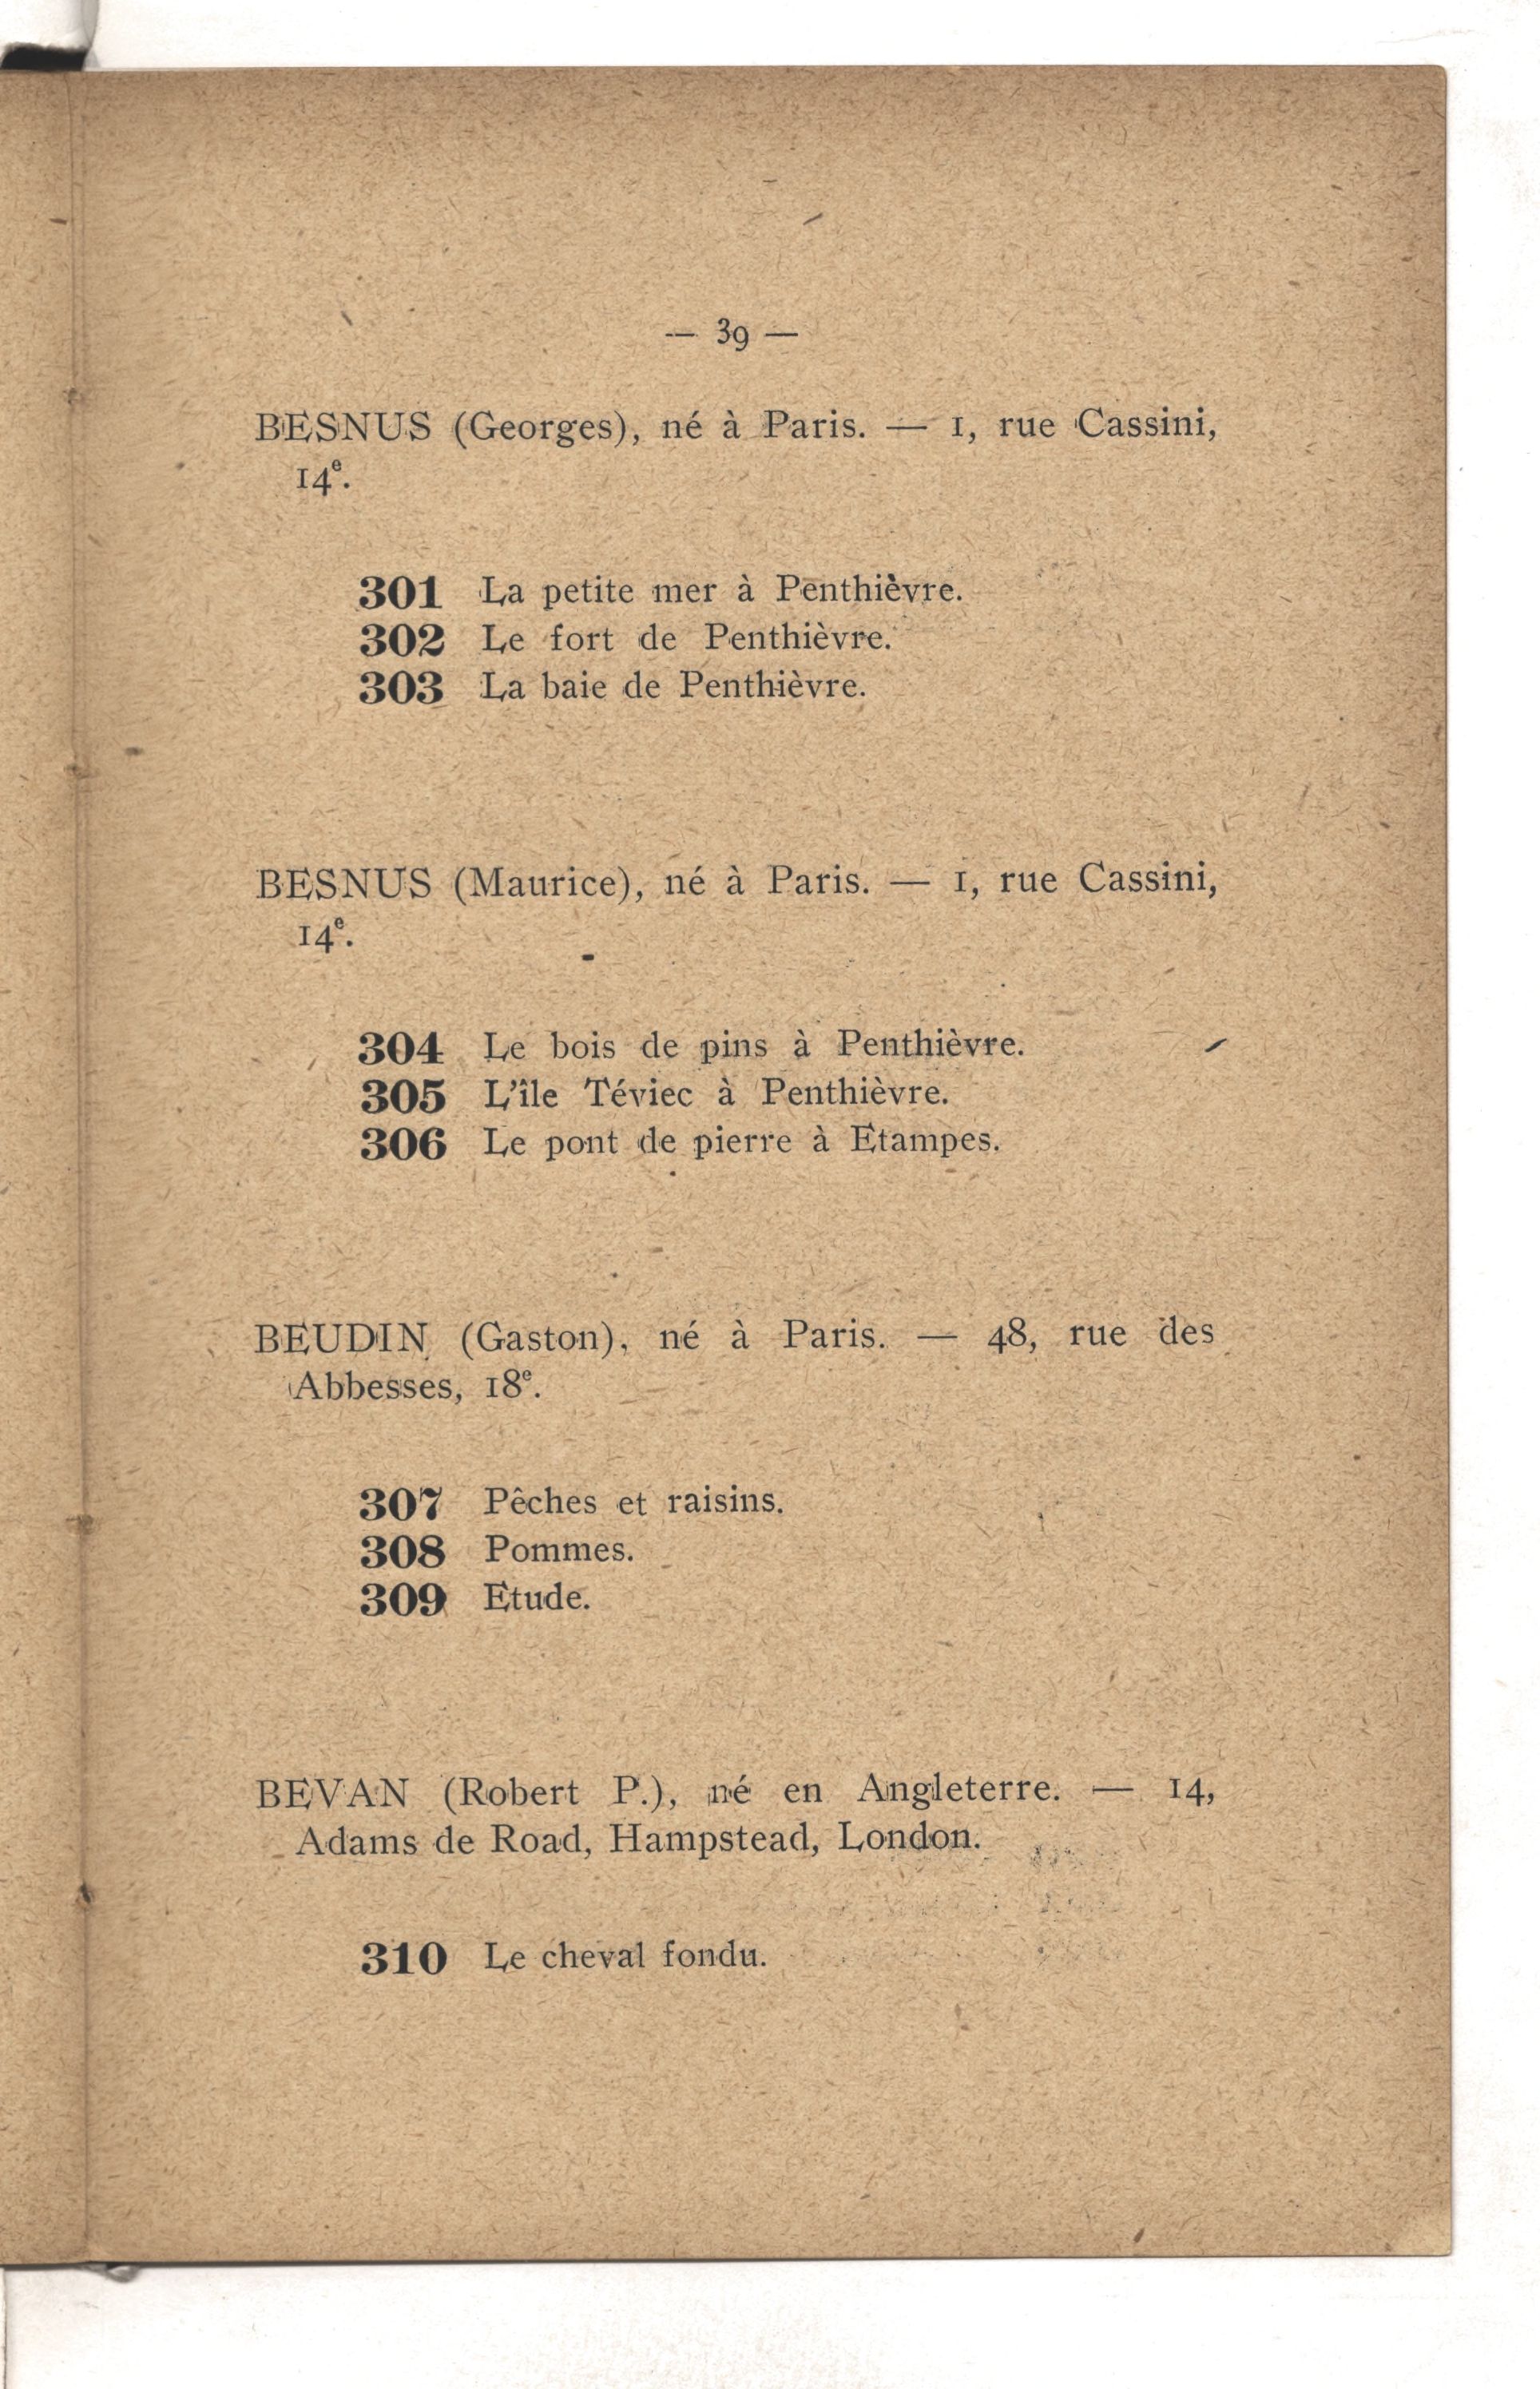 — 39 —
BESNUS (Georges), né à Paris. — 1, rue Cassini,
14e.
301 La petite mer à Penthièvre.
302 Le fort de Penthièvre.
303 La baie de Penthièvre.
BESNUS (Maurice), né à Paris. — 1, rue Cassini,
14e.
304 Le bois de pins à Penthièvre.
305 L'île Téviec à Penthièvre.
306 Le pont de pierre à Etampes.
BEUDIN (Gaston), né à Paris. — 48, rue des
Abbesses, 18e.
307 Pêches et raisins.
308 Pommes.
309 Etude.
BEVAN (Robert P.), né en Angleterre. — 14,
Adams de Road, Hampstead, London.
310 Le cheval fondu.